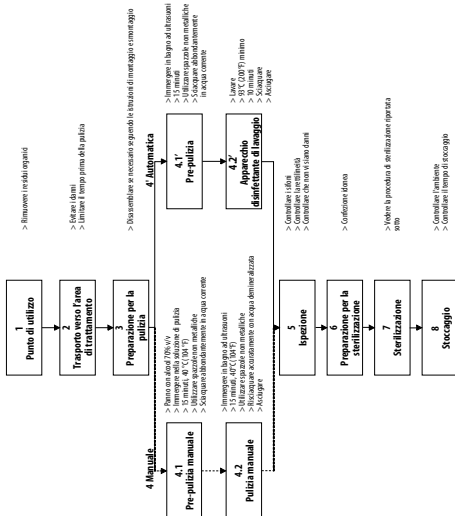 1
Punto di utilizzo
> Rimuovere i residui organici
2
Trasporto verso l'area
di trattamento
> Evitare i danni
> Limitare il tempo prima della pulizia
3
Preparazione per la
pulizia
> Disassemblare se necessario seguendo le istruzioni di montaggio e smontaggio
4 Manuale
4.1
Pre-pulizia manuale
> Panno con alcol 70% v/v
> Immergere nella soluzione di pulizia
> 15 minuti, 40°C (104°F)
> Utilizzare spazzole non metalliche
> Sciacquare abbondantemente in acqua corrente
4.2
Pulizia manuale
> Immergere in bagno ad ultrasuoni
> 15 minuti, 40°C (104°F)
> Utilizzare spazzole non metalliche
> Risciacquare accuratamente con acqua demineralizzata
> Asciugare
4' Automatica
4.1'
Pre-pulizia
> Immergere in bagno ad ultrasuoni
> 15 minuti
> Utilizzare spazzole non metalliche
> Sciacquare abbondantemente
in acqua corrente
4.2'
Apparecchio
disinfettante di lavaggio
> Lavare
> 93°C (200°F) minimo
> 10 minuti
> Sciacquare
> Asciugare
5
Ispezione
> Controllare i sifoni
> Controllare la rettilineità
> Controllare che non vi siano danni
6
Preparazione per la
sterilizzazione
> Confezione idonea
7
Sterilizzazione
> Vedere la procedura di sterilizzazione riportata
sotto
8
Stoccaggio
> Controllare l'ambiente
> Controllare il tempo di stoccaggio